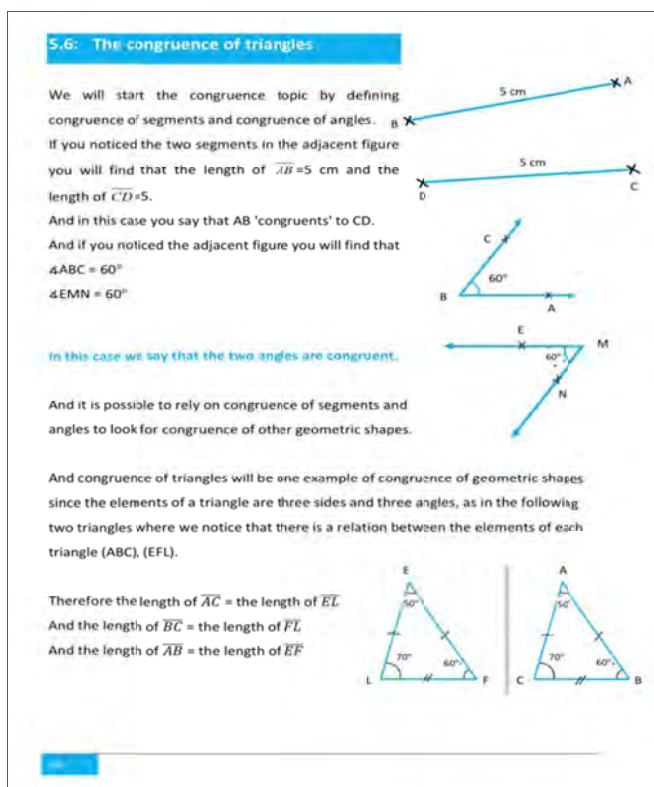 5.6: The congruence of triangles
We will start the congruence topic by defining
congruence of segments and congruence of angles.
If you noticed the two segments in the adjacent figure
you will find that the length of AB =5 cm and the
length of CD=5.
And in this case you say that AB 'congruents' to CD.
And if you noticed the adjacent figure you will find that
∡ABC = 60°
∡EMN = 60°
A
5 cm
B
5 cm
D
C
C
60°
B
A
E
M
60°
N
In this case we say that the two angles are congruent.
And it is possible to rely on congruence of segments and
angles to look for congruence of other geometric shapes.
And congruence of triangles will be one example of congruence of geometric shapes
since the elements of a triangle are three sides and three angles, as in the following
two triangles where we notice that there is a relation between the elements of each
triangle (ABC), (EFL).
Therefore the length of AC = the length of EL
And the length of BC = the length of FL
And the length of AB = the length of EF
E
50°
70°
60°
L
F
A
50°
70°
60°
C
B